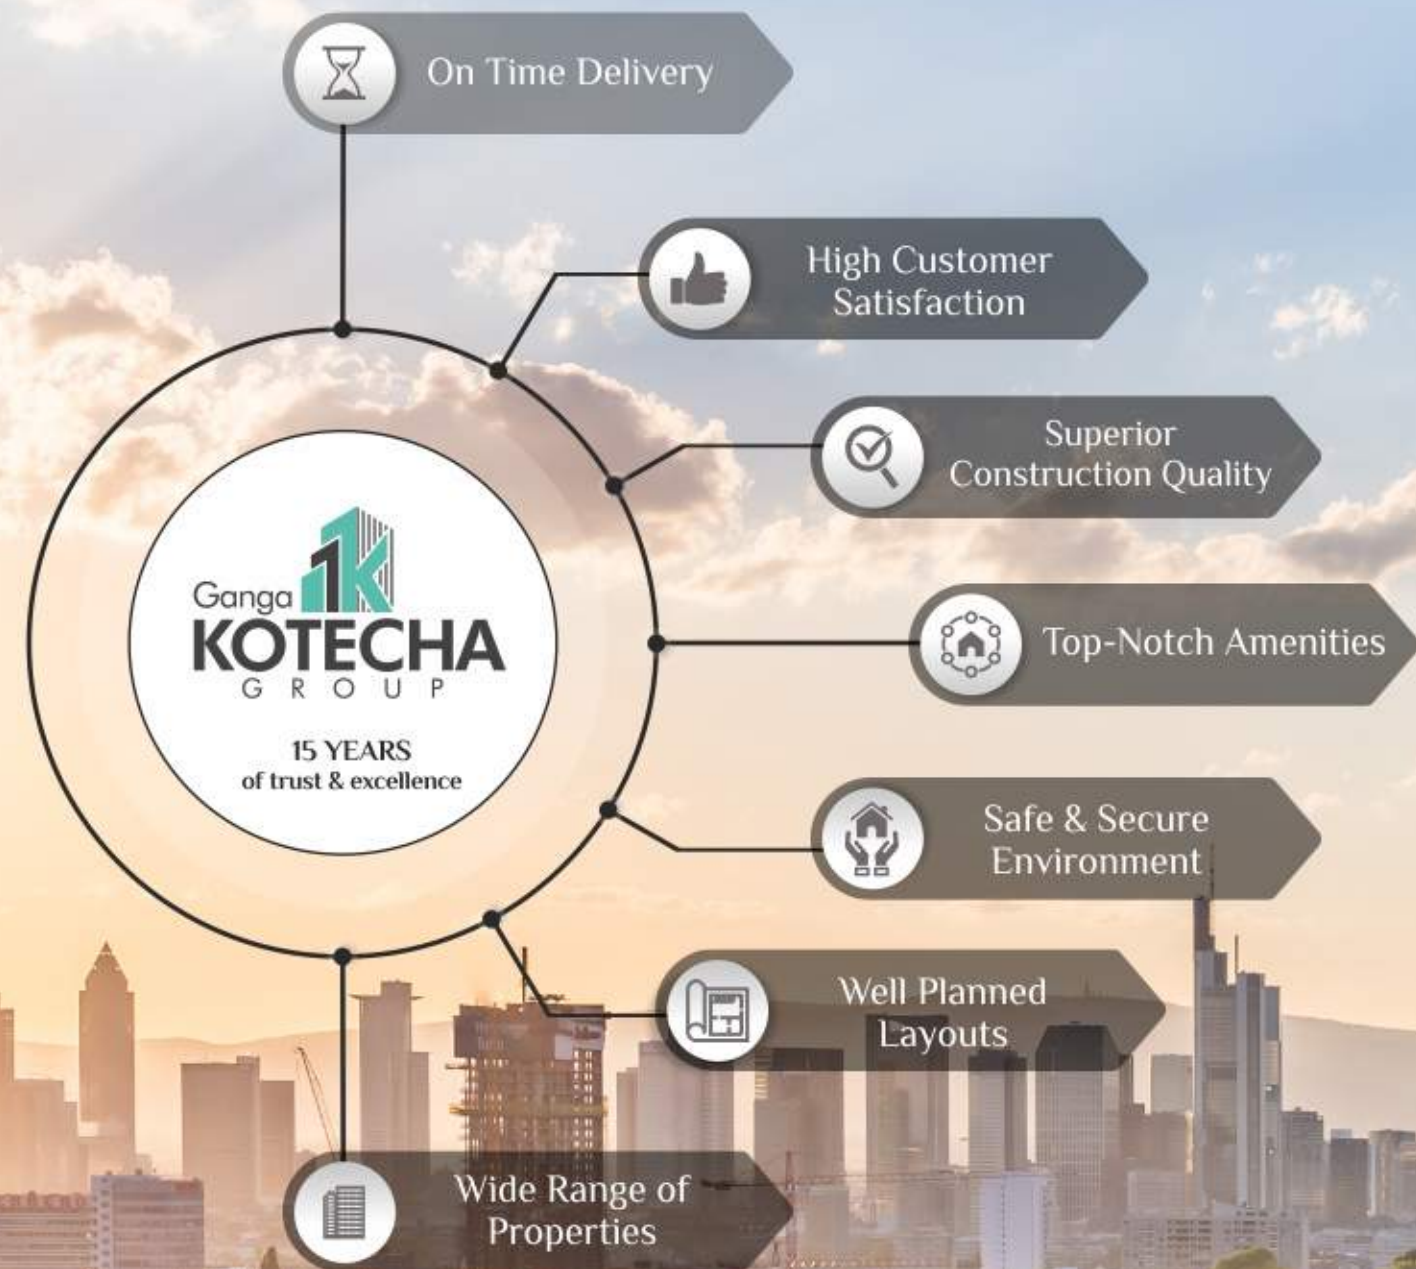 On Time Delivery
High Customer
Satisfaction
Superior
Construction Quality
Ganga
KOTECHA
GROUP
15 YEARS
of trust & excellence
Top-Notch Amenities
Safe & Secure
Environment
Well Planned
Layouts
Wide Range of
Properties